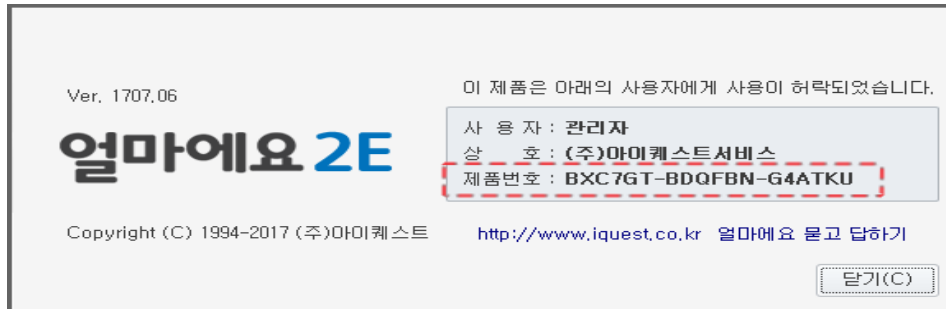 이 제품은 아래의 사용자에게 사용이 허락되었습니다.
Ver. 1707.06
얼마에요 2E
사 용 자 : 관리자
상 호 : (주)아이퀘스트서비스
제품번호 : BXC7GT-BDQFBN-G4ATKU
Copyright (C) 1994-2017 (주)아이퀘스트
http://www.iquest.co.kr 얼마에요 묻고 답하기
닫기(C)